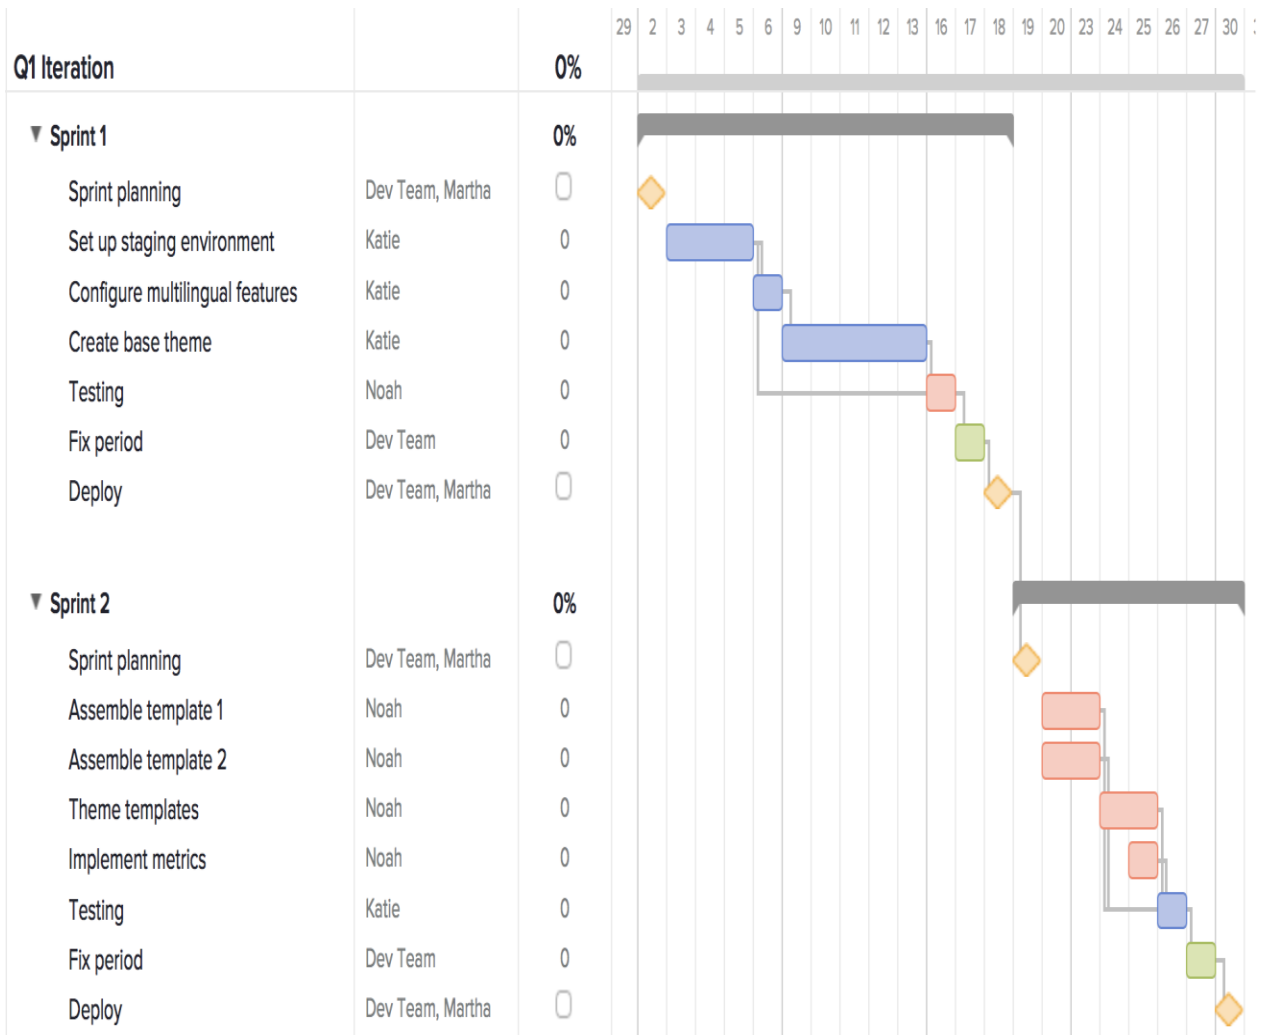 29 2 3 4 5 6 9 10 11 12 13 16 17 18 19 20 23 24 25 26 27 30
Q1 Iteration 0%
Sprint 1 0%
Sprint planning Dev Team, Martha
Set up staging environment Katie 0
Configure multilingual features Katie 0
Create base theme Katie 0
Testing Noah 0
Fix period Dev Team 0
Deploy Dev Team, Martha
Sprint 2 0%
Sprint planning Dev Team, Martha
Assemble template 1 Noah 0
Assemble template 2 Noah 0
Theme templates Noah 0
Implement metrics Noah 0
Testing Katie 0
Fix period Dev Team 0
Deploy Dev Team, Martha